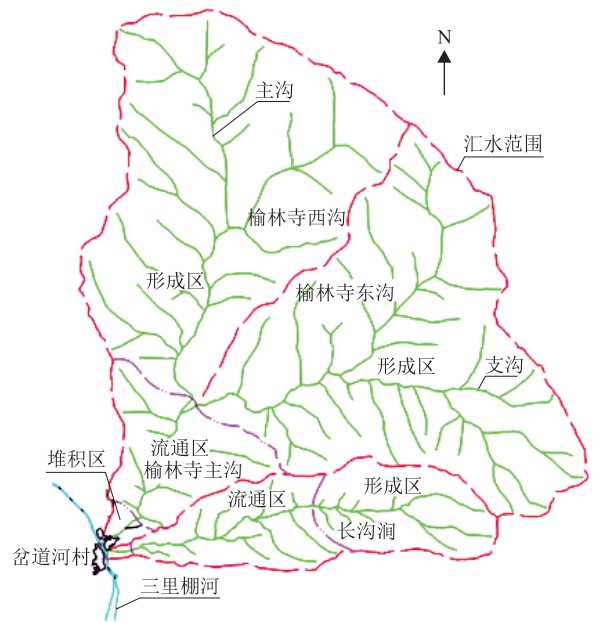 N
主沟
汇水范围
榆林寺西沟
形成区
榆林寺东沟
形成区
支沟
流通区
榆林寺主沟
堆积区
形成区
流通区
长沟涧
岔道河村
三里棚河